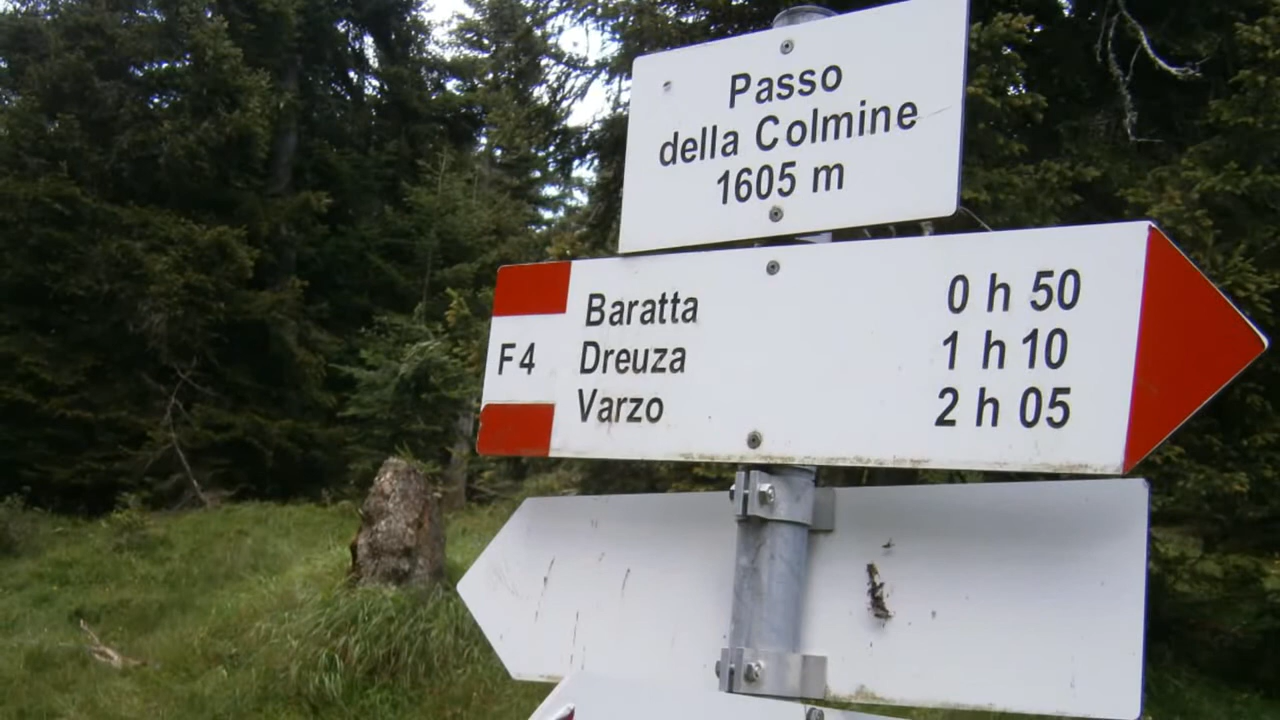 Passo
della Colmine
1605 m
Baratta 0 h 50
F4 Dreuza 1 h 10
Varzo 2 h 05